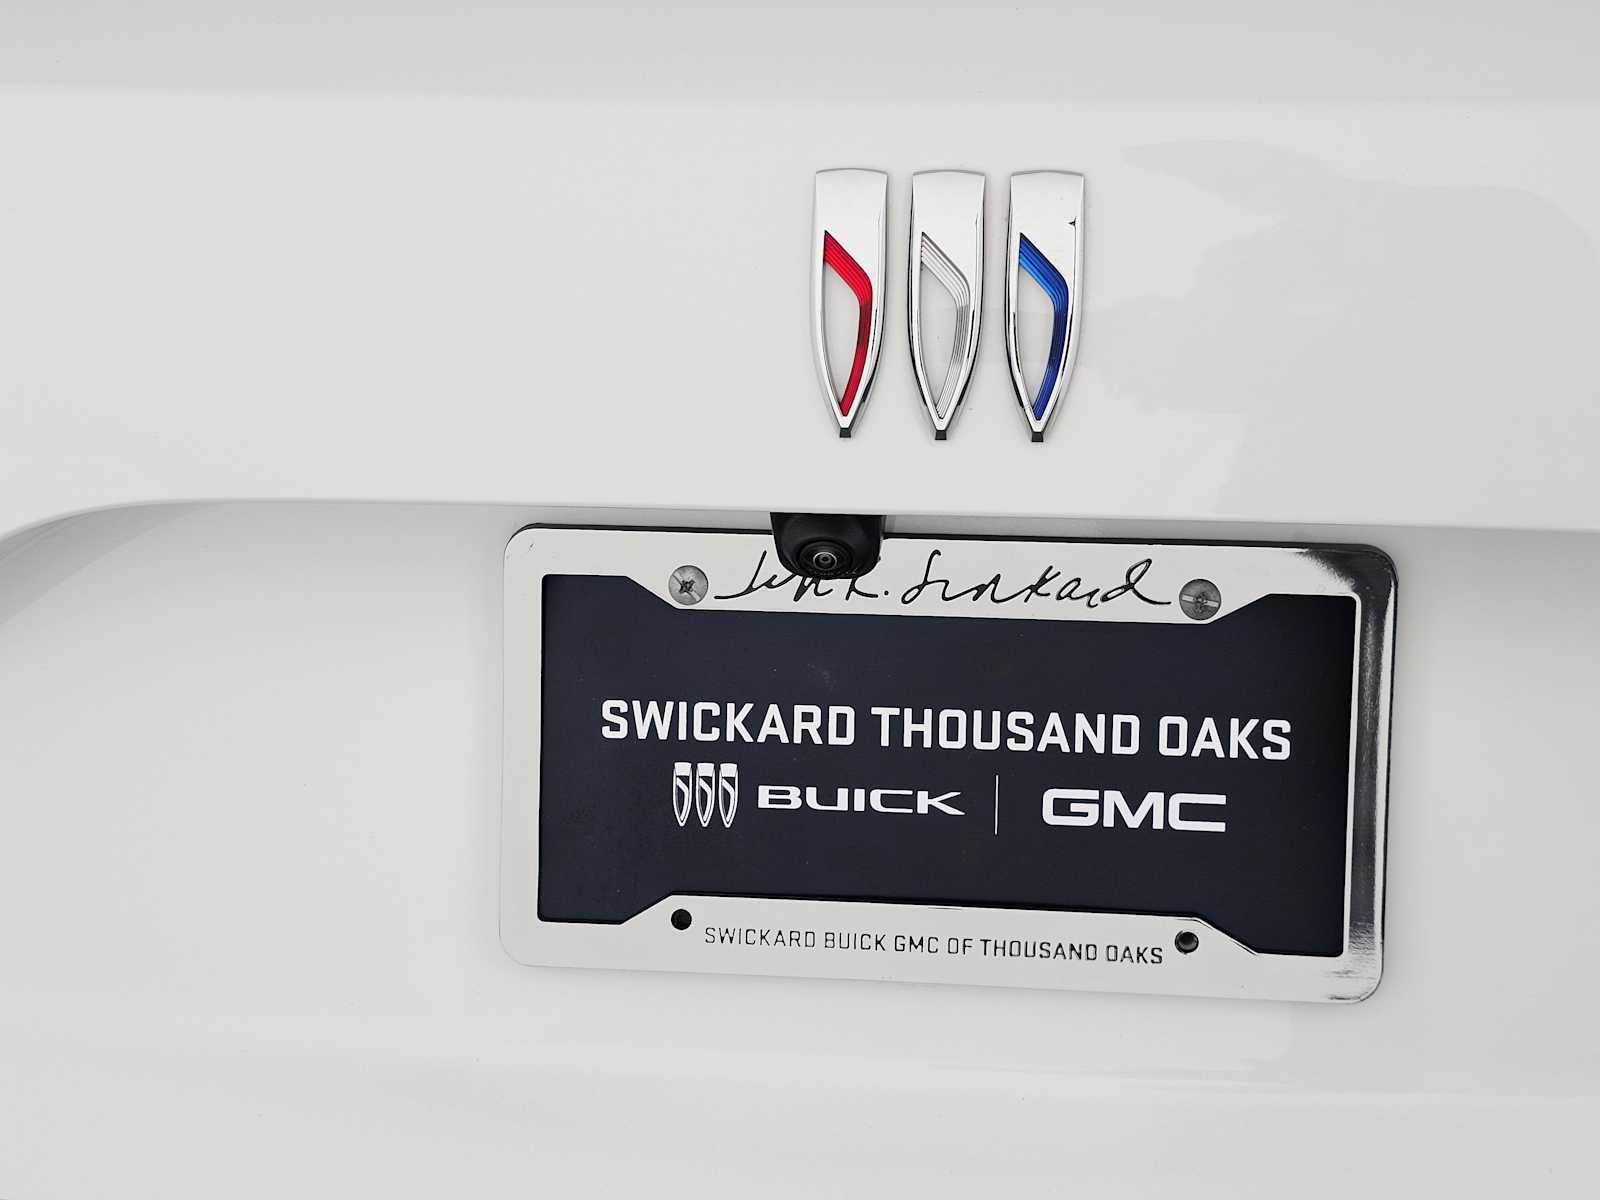 SWICKARD THOUSAND OAKS
BUICK | GMC
SWICKARD BUICK GMC OF THOUSAND OAKS